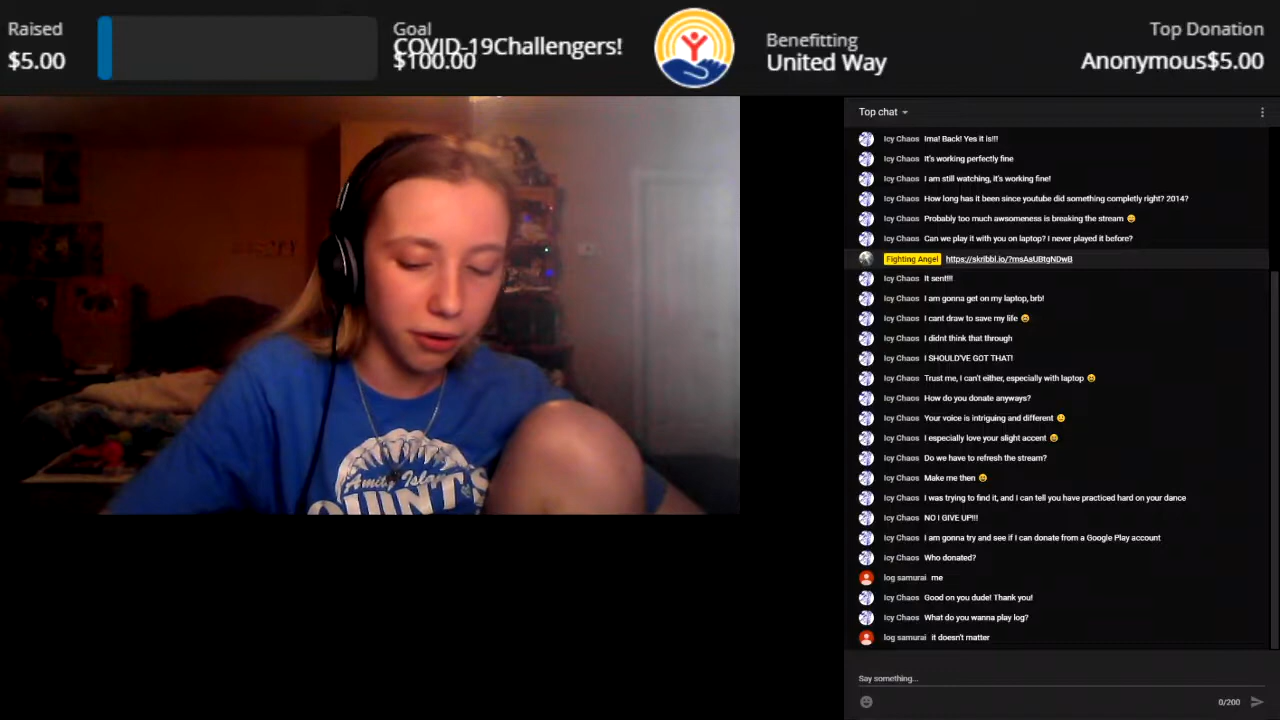 Raised
$5.00
Goal
COVID-19Challengers!
$100.00
Benefitting
United Way
Top Donation
Anonymous$5.00
Top chat
Icy Chaos Ima! Back! Yes it is!!!
Icy Chaos It's working perfectly fine
Icy Chaos I am still watching, it's working fine!
Icy Chaos How long has it been since youtube did something completly right? 2014?
Icy Chaos Probably too much awsomeness is breaking the stream 😄
Icy Chaos Can we play it with you on laptop? I never played it before?
Fighting Angel https://skribbl.io/?msAsUBtgNDwB
Icy Chaos It sent!!!
Icy Chaos I am gonna get on my laptop, brb!
Icy Chaos I cant draw to save my life 😆
Icy Chaos I didnt think that through
Icy Chaos I SHOULD'VE GOT THAT!
Icy Chaos Trust me, I can't either, especially with laptop 😆
Icy Chaos How do you donate anyways?
Icy Chaos Your voice is intriguing and different 🙂
Icy Chaos I especially love your slight accent 😆
Icy Chaos Do we have to refresh the stream?
Icy Chaos Make me then 😆
Icy Chaos I was trying to find it, and I can tell you have practiced hard on your dance
Icy Chaos NO I GIVE UP!!!
Icy Chaos I am gonna try and see if I can donate from a Google Play account
Icy Chaos Who donated?
log samurai me
Icy Chaos Good on you dude! Thank you!
Icy Chaos What do you wanna play log?
log samurai it doesn't matter
Say something...
0/200
Amity Island
QUINT'S